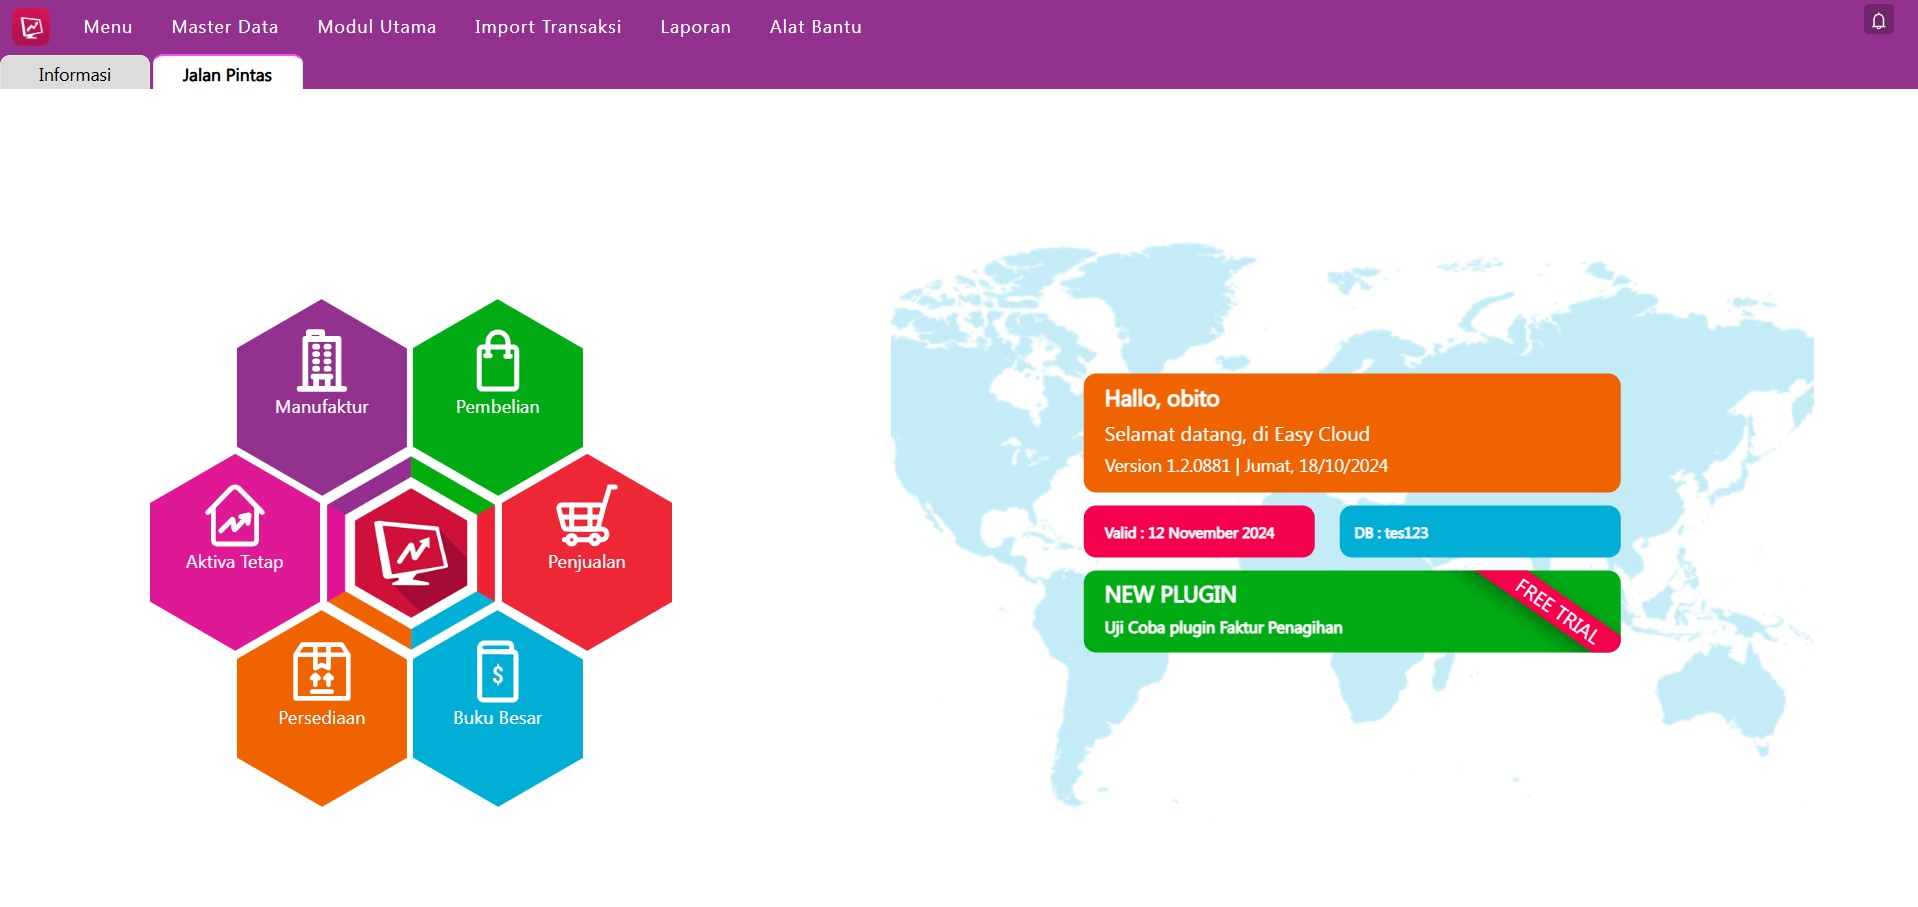 Menu
Master Data
Modul Utama
Import Transaksi
Laporan
Alat Bantu
Informasi
Jalan Pintas
Manufaktur
Pembelian
Aktiva Tetap
Penjualan
Persediaan
Buku Besar
$
Hallo, obito
Selamat datang, di Easy Cloud
Version 1.2.0881 | Jumat, 18/10/2024
Valid : 12 November 2024
DB : tes123
NEW PLUGIN
Uji Coba plugin Faktur Penagihan
FREE TRIAL